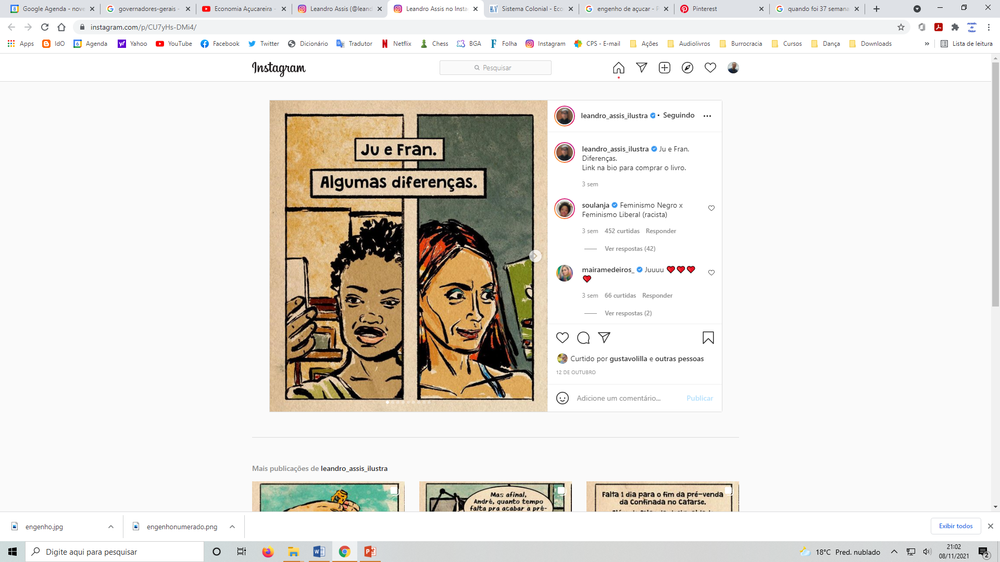 Google Agenda - nove
governadores-gerais -
Economia Açucareira -
Leandro Assis (@leand
Leandro Assis no Insta
Sistema Colonial - Eco
engenho de açucar - P
Pinterest
quando foi 37 semana
instagram.com/p/CU7yHs-DMi4/
Apps
IdO
Agenda
Yahoo
YouTube
Facebook
Twitter
Dicionário
Tradutor
Netflix
Chess
BGA
Folha
Instagram
CPS - E-mail
Ações
Audiolivros
Burrocracia
Cursos
Dança
Downloads
»
Lista de leitura
Instagram
Pesquisar
Ju e Fran.
Algumas diferenças.
leandro_assis_ilustra • Seguindo
leandro_assis_ilustra Ju e Fran.
Diferenças.
Link na bio para comprar o livro.
3 sem
soulanja Feminismo Negro x
Feminismo Liberal (racista)
3 sem 452 curtidas Responder
Ver respostas (42)
mairamedeiros_ Juuuu ❤️❤️❤️
❤️
3 sem 66 curtidas Responder
Ver respostas (2)
Curtido por gustavolilla e outras pessoas
12 DE OUTUBRO
Adicione um comentário...
Publicar
Mais publicações de leandro_assis_ilustra
Mas afinal,
André, quanto tempo
falta pra acabar a pré-
Falta 1 dia para o fim da pré-venda
da Confinada no Catarse.
engenho.jpg
engenhonumerado.png
Exibir todos
Digite aqui para pesquisar
18°C Pred. nublado
21:02
08/11/2021
2